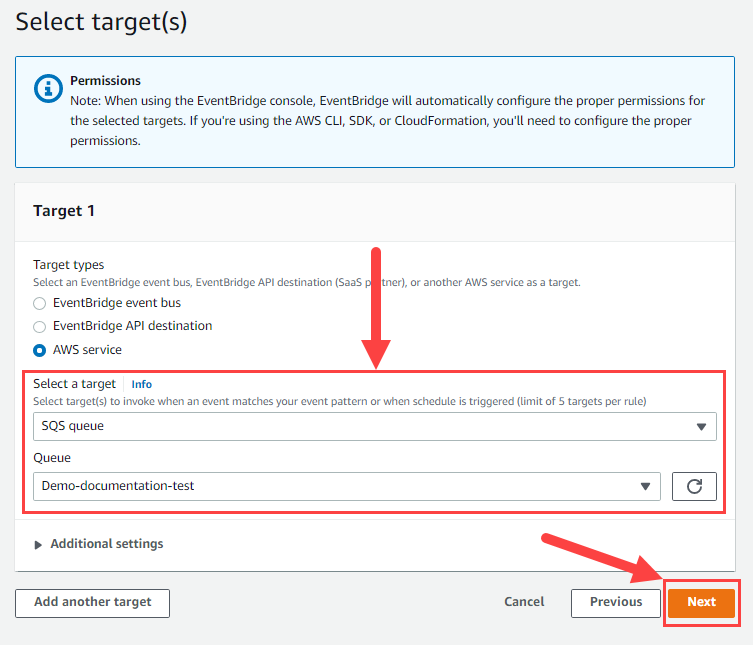 Select target(s)
Permissions
Note: When using the EventBridge console, EventBridge will automatically configure the proper permissions for
the selected targets. If you're using the AWS CLI, SDK, or CloudFormation, you'll need to configure the proper
permissions.
Target 1
Target types
Select an EventBridge event bus, EventBridge API destination (SaaS partner), or another AWS service as a target.
EventBridge event bus
EventBridge API destination
AWS service
Select a target Info
Select target(s) to invoke when an event matches your event pattern or when schedule is triggered (limit of 5 targets per rule)
SQS queue
Queue
Demo-documentation-test
Additional settings
Add another target Cancel Previous Next